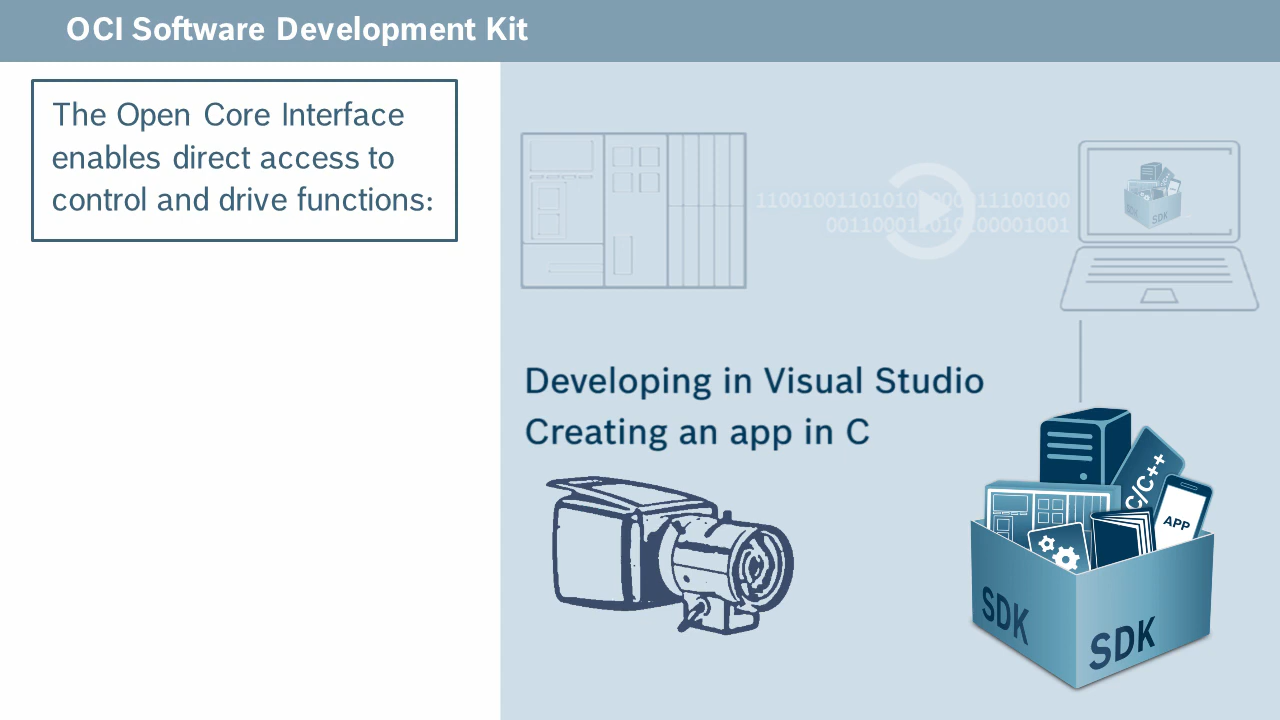 OCI Software Development Kit
The Open Core Interface
enables direct access to
control and drive functions:
SDK
Developing in Visual Studio
Creating an app in C
C/C++
APP
SDK
SDK